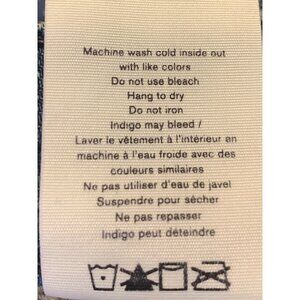 Machine wash cold inside out
with like colors
Do not use bleach
Hang to dry
Do not iron
Indigo may bleed /
Laver le vêtement à l'intérieur en
machine à l'eau froide avec des
couleurs similaires
Ne pas utiliser d'eau de javel
Suspendre pour sécher
Ne pas repasser
Indigo peut déteindre